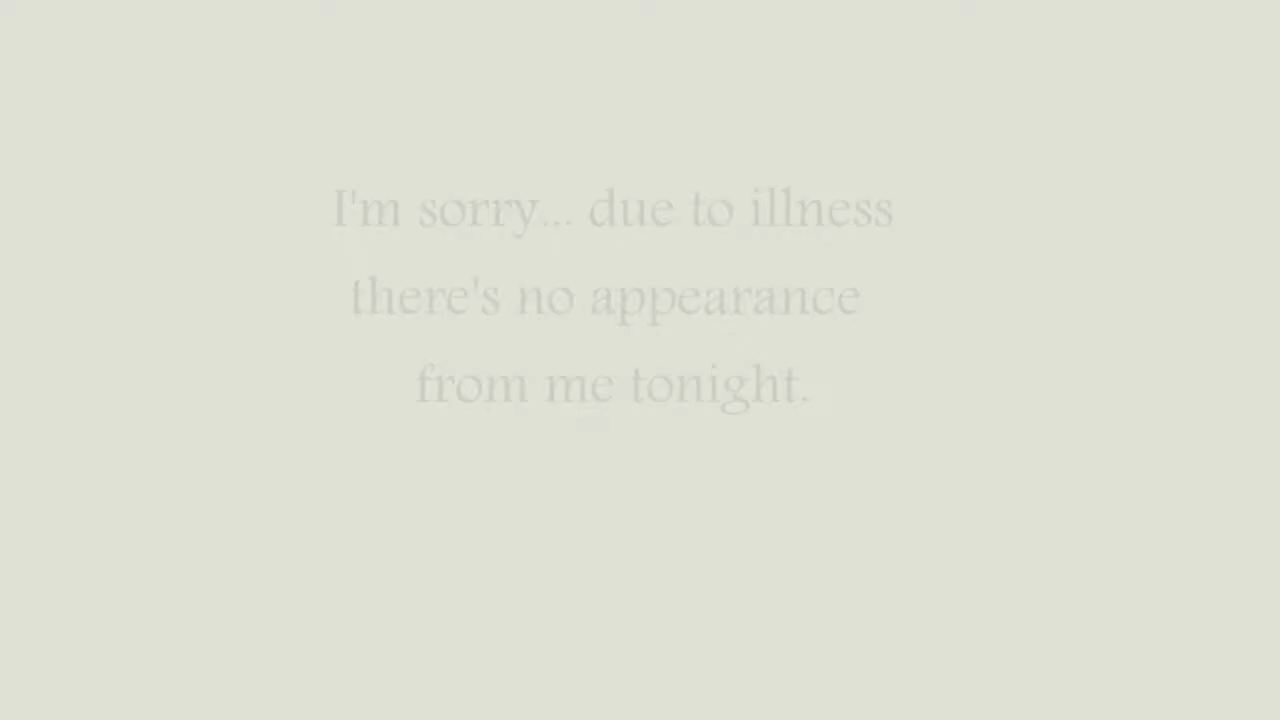 I'm sorry... due to illness
there's no appearance
from me tonight.